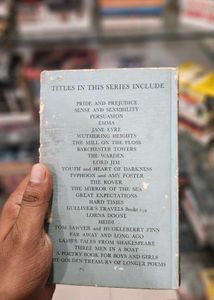 TITLES IN THIS SERIES INCLUDE
PRIDE AND PREJUDICE
SENSE AND SENSIBILITY
PERSUASION
EMMA
JANE EYRE
WUTHERING HEIGHTS
THE MILL ON THE FLOSS
BARCHESTER TOWERS
THE WARDEN
LORD JIM
YOUTH and HEART OF DARKNESS
TYPHOON and AMY FOSTER
THE ROVER
THE MIRROR OF THE SEA
GREAT EXPECTATIONS
HARD TIMES
GULLIVER'S TRAVELS Books
LORNA DOONE
HEIDI
TOM SAWYER and HUCKLEBERRY FINN
FAR AWAY AND LONG AGO
LAMB'S TALES FROM SHAKESPEARE
THREE MEN IN A BOAT
A POETRY BOOK FOR BOYS AND GIRLS
THE GOLDEN TREASURY OF LONGER POEMS